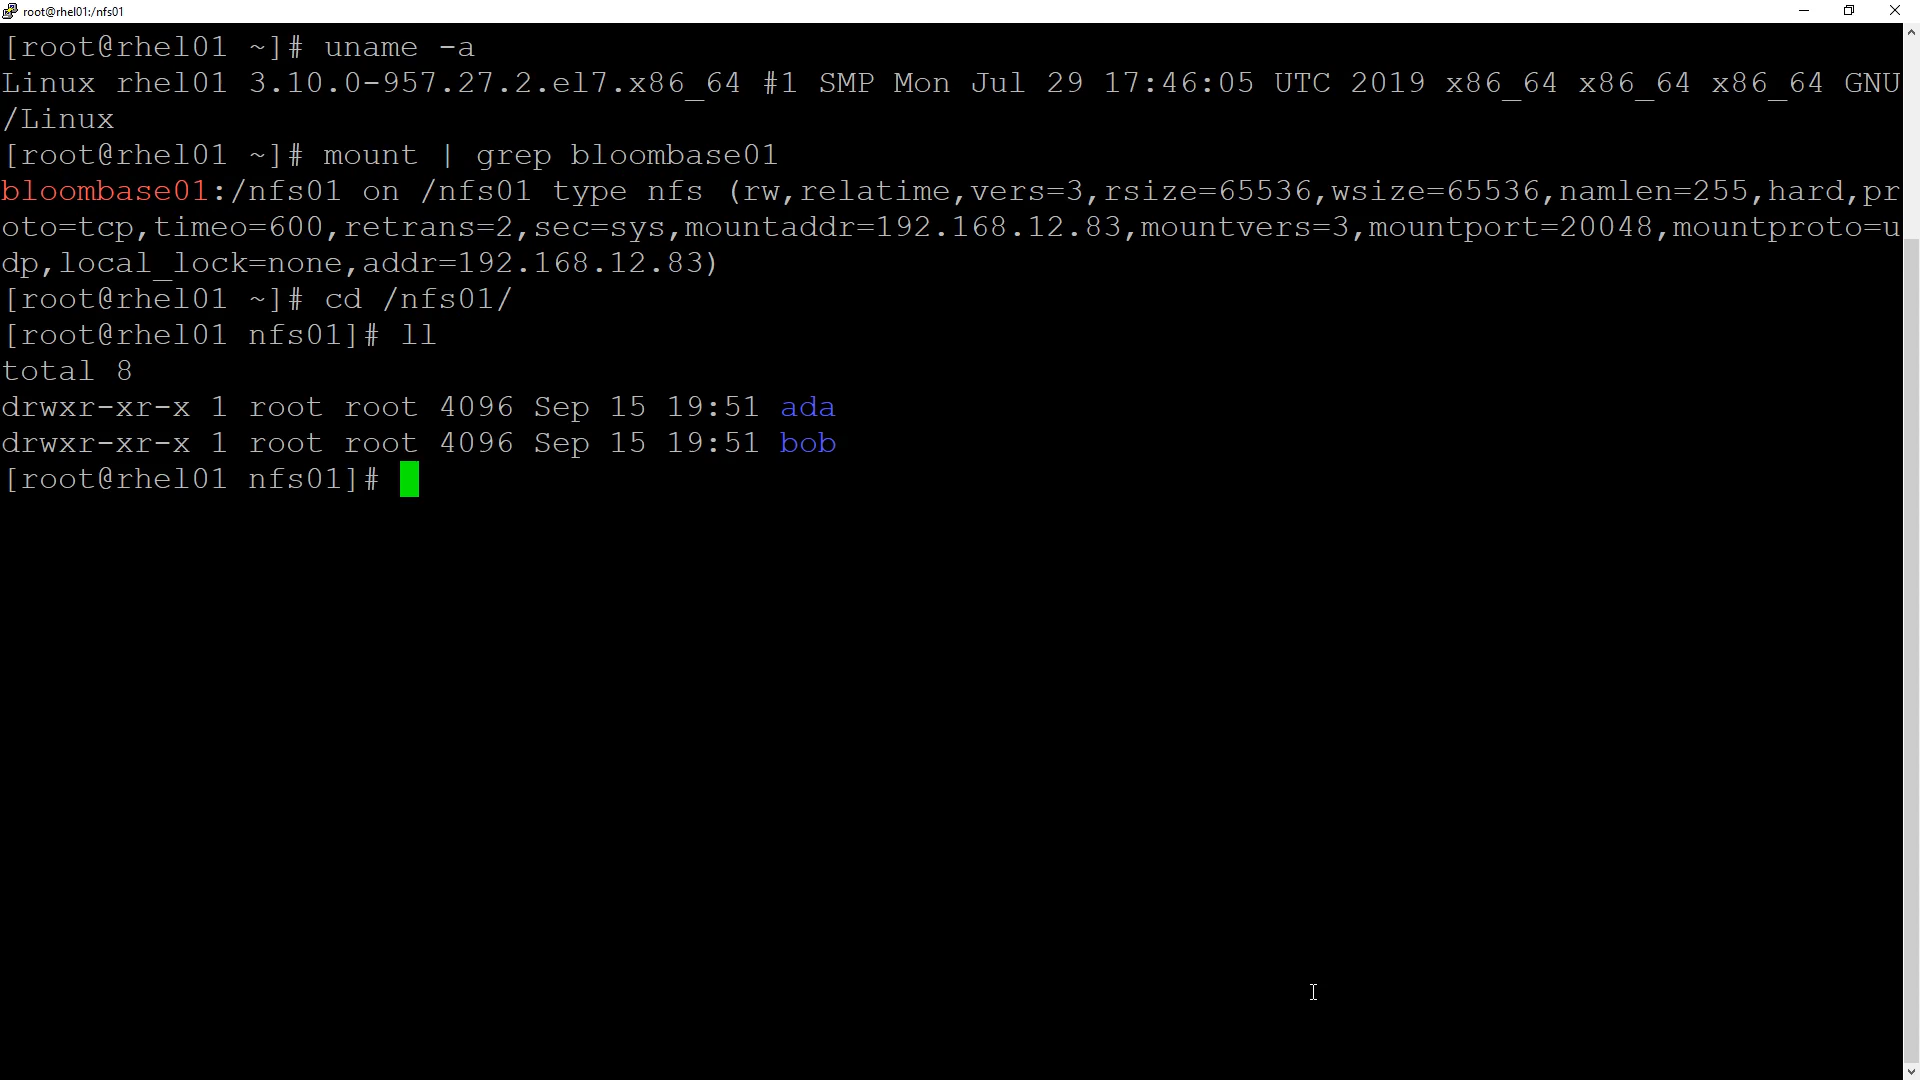 root@rhel01:/nfs01
[root@rhel01 ~]# uname -a
Linux rhel01 3.10.0-957.27.2.el7.x86_64 #1 SMP Mon Jul 29 17:46:05 UTC 2019 x86_64 x86_64 x86_64 GNU
/Linux
[root@rhel01 ~]# mount | grep bloombase01
bloombase01:/nfs01 on /nfs01 type nfs (rw,relatime,vers=3,rsize=65536,wsize=65536,namlen=255,hard,pr
oto=tcp,timeo=600,retrans=2,sec=sys,mountaddr=192.168.12.83,mountvers=3,mountport=20048,mountproto=u
dp,local_lock=none,addr=192.168.12.83)
[root@rhel01 ~]# cd /nfs01/
[root@rhel01 nfs01]# ll
total 8
drwxr-xr-x 1 root root 4096 Sep 15 19:51 ada
drwxr-xr-x 1 root root 4096 Sep 15 19:51 bob
[root@rhel01 nfs01]#